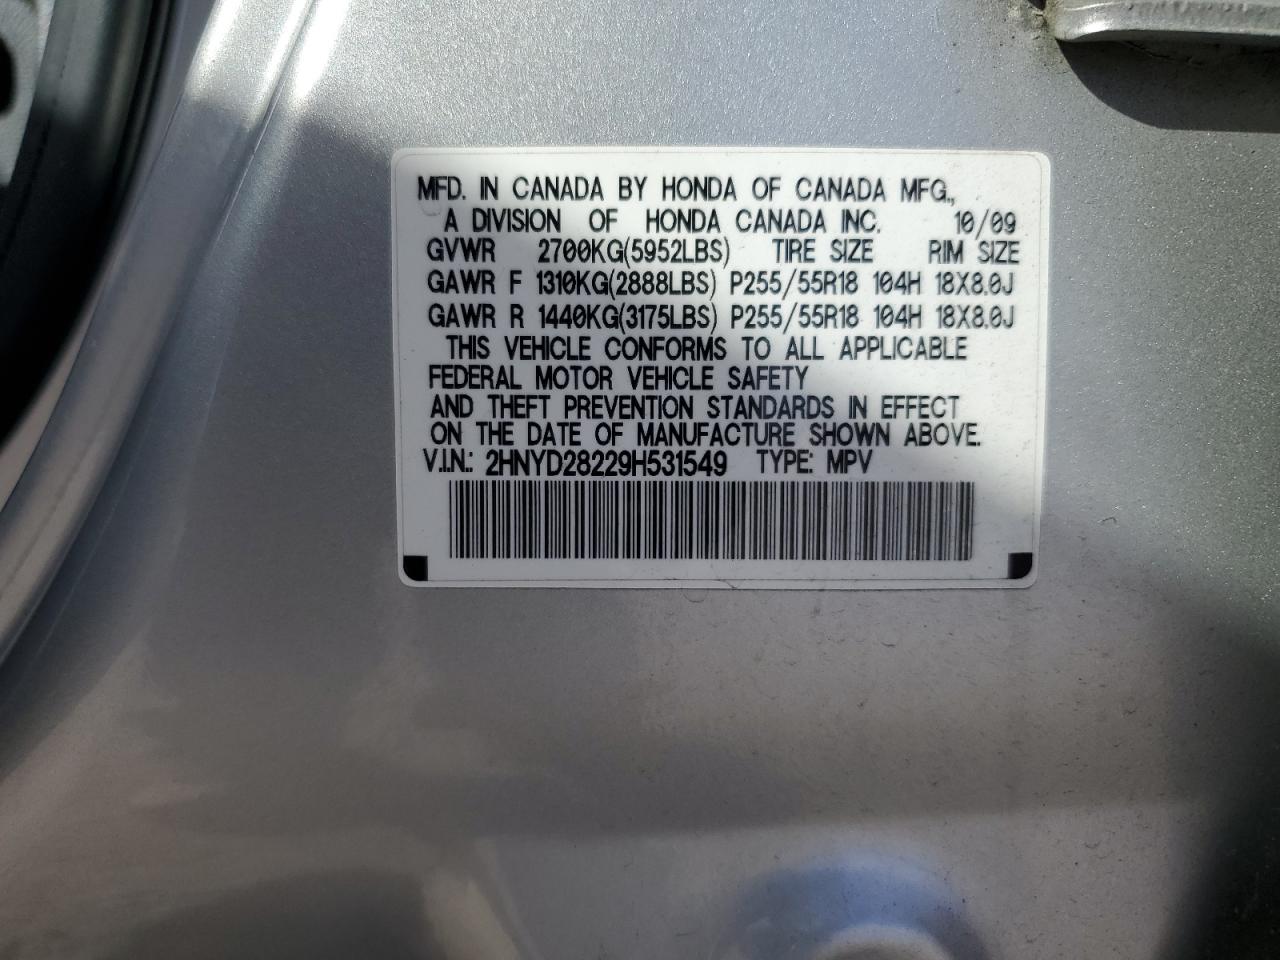 MFD. IN CANADA BY HONDA OF CANADA MFG.,
A DIVISION OF HONDA CANADA INC. 10/09
GVWR 2700KG(5952LBS) TIRE SIZE RIM SIZE
GAWR F 1310KG(2888LBS) P255/55R18 104H 18X8.0J
GAWR R 1440KG(3175LBS) P255/55R18 104H 18X8.0J
THIS VEHICLE CONFORMS TO ALL APPLICABLE
FEDERAL MOTOR VEHICLE SAFETY
AND THEFT PREVENTION STANDARDS IN EFFECT
ON THE DATE OF MANUFACTURE SHOWN ABOVE.
V.I.N.: 2HNYD28229H531549 TYPE: MPV